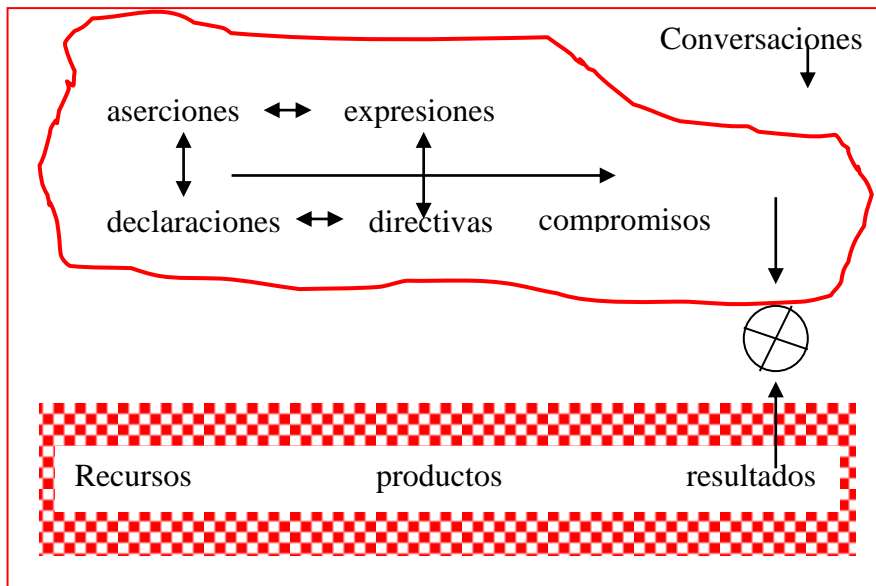 Conversaciones
aserciones expresiones
declaraciones directivas compromisos
Recursos productos resultados